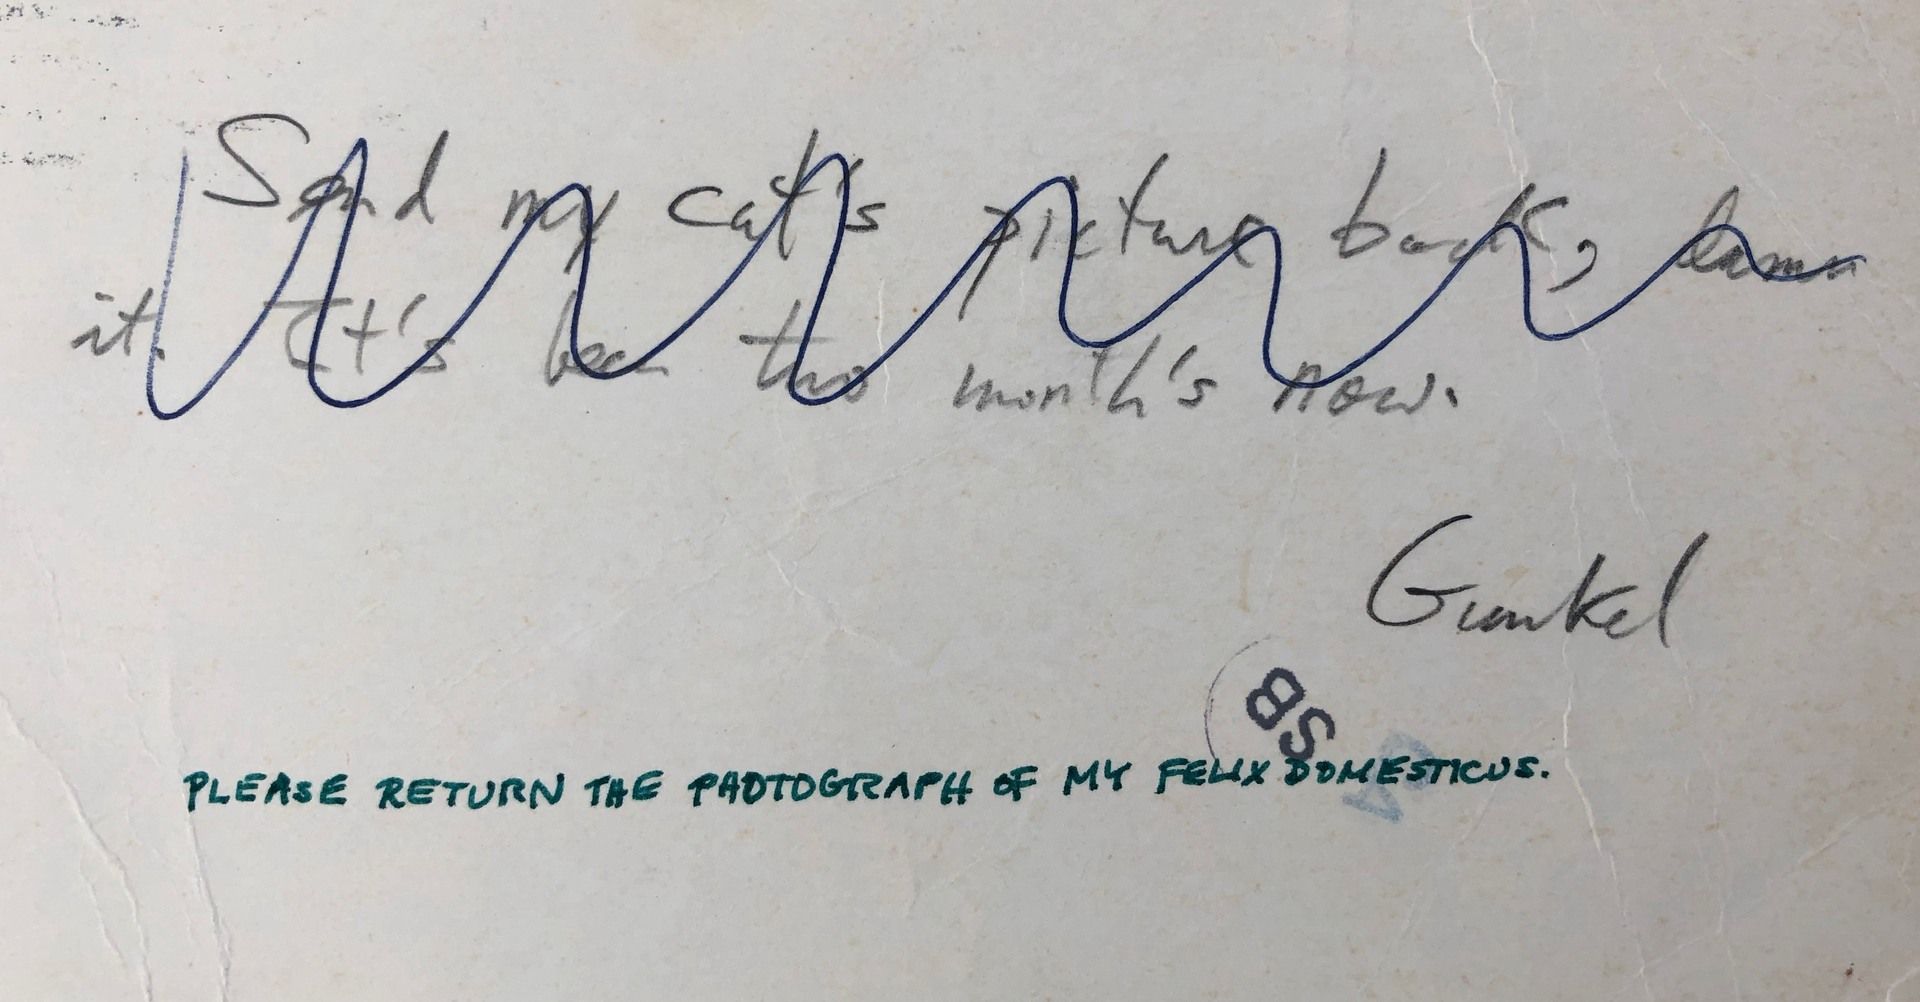 Send my cat's picture back, damn
it. It's been two month's now.
Gunkel
SB
PLEASE RETURN THE PHOTOGRAPH OF MY FELIX DOMESTICUS.